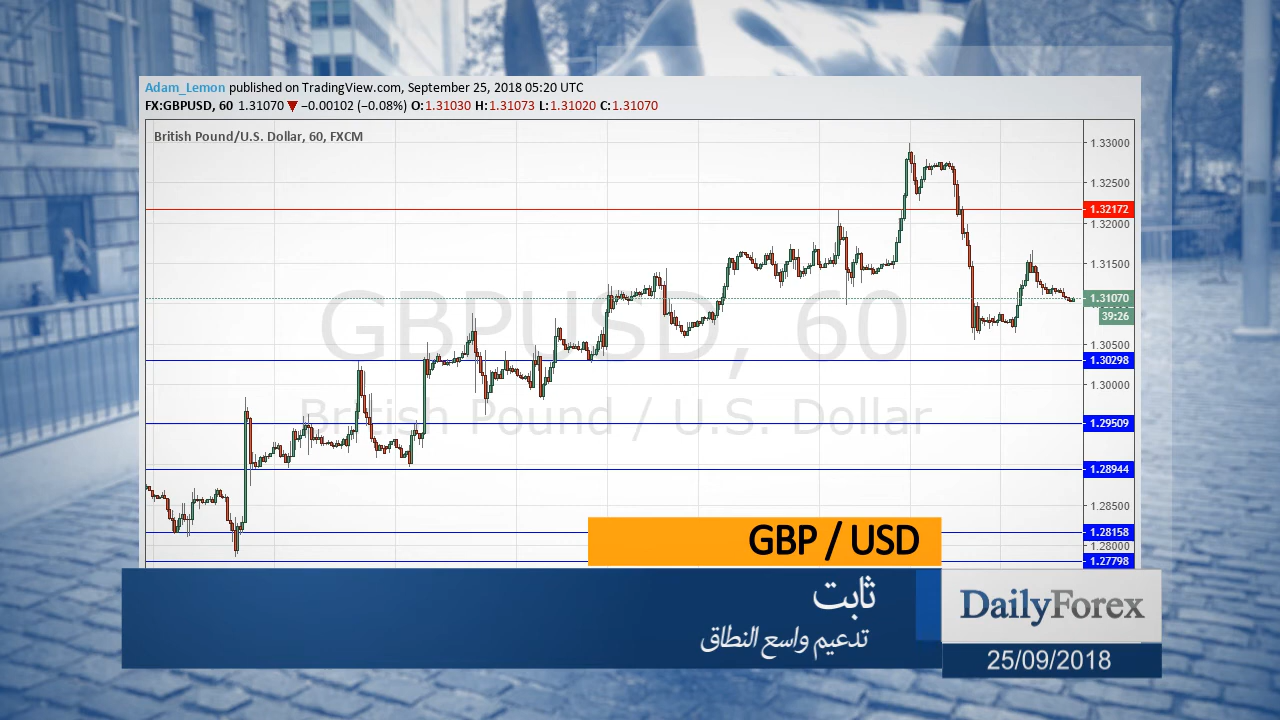 Adam_Lemon published on TradingView.com, September 25, 2018 05:20 UTC
FX:GBPUSD, 60 1.31070 ▼ −0.00102 (−0.08%) O:1.31030 H:1.31073 L:1.31020 C:1.31070
British Pound/U.S. Dollar, 60, FXCM
1.33000
1.32500
1.32172
1.32000
1.31500
1.31070
39:26
1.30500
1.30298
1.30000
1.29509
1.28944
1.28500
1.28158
1.28000
1.27798
GBPUSD, 60
British Pound / U.S. Dollar
GBP / USD
ثابت
تدعيم واسع النطاق
DailyForex
25/09/2018